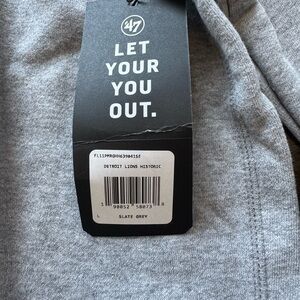 '47
LET
YOUR
YOU
OUT.
DETROIT LIONS HISTORIC
L SLATE GREY